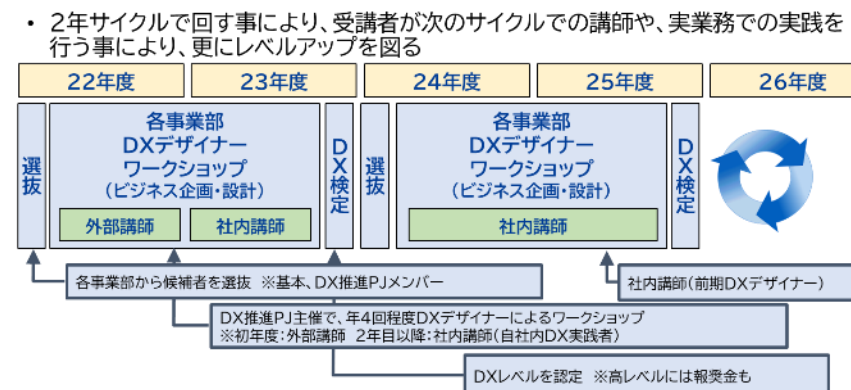 • 2年サイクルで回す事により、受講者が次のサイクルでの講師や、実業務での実践を
行う事により、更にレベルアップを図る
22年度
23年度
24年度
25年度
26年度
選抜
各事業部
DXデザイナー
ワークショップ
(ビジネス企画・設計)
外部講師
社内講師
DX検定
選抜
各事業部
DXデザイナー
ワークショップ
(ビジネス企画・設計)
社内講師
DX検定
各事業部から候補者を選抜 ※基本、DX推進PJメンバー
社内講師(前期DXデザイナー)
DX推進PJ主催で、年4回程度DXデザイナーによるワークショップ
※初年度:外部講師 2年目以降:社内講師(自社内DX実践者)
DXレベルを認定 ※高レベルには報奨金も